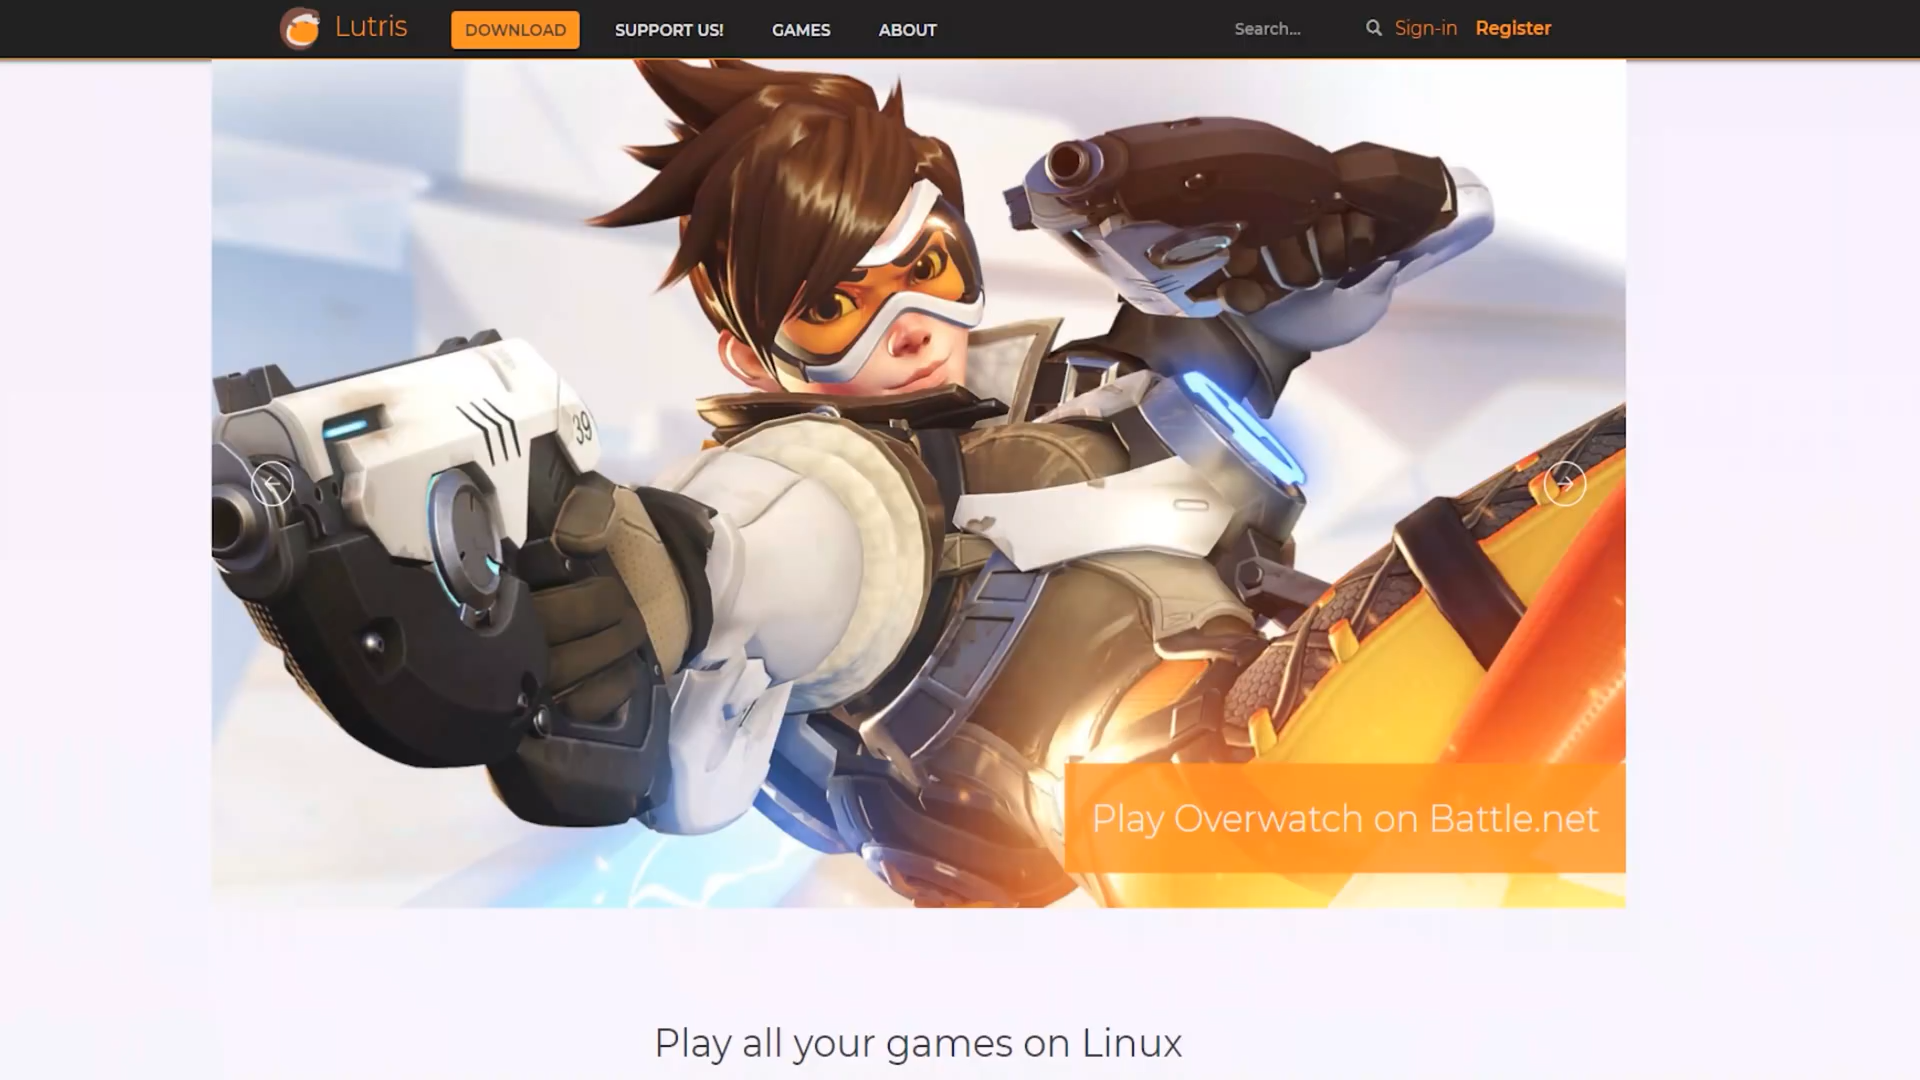 Lutris
DOWNLOAD
SUPPORT US!
GAMES
ABOUT
Search...
Sign-in
Register
39
Play Overwatch on Battle.net
Play all your games on Linux